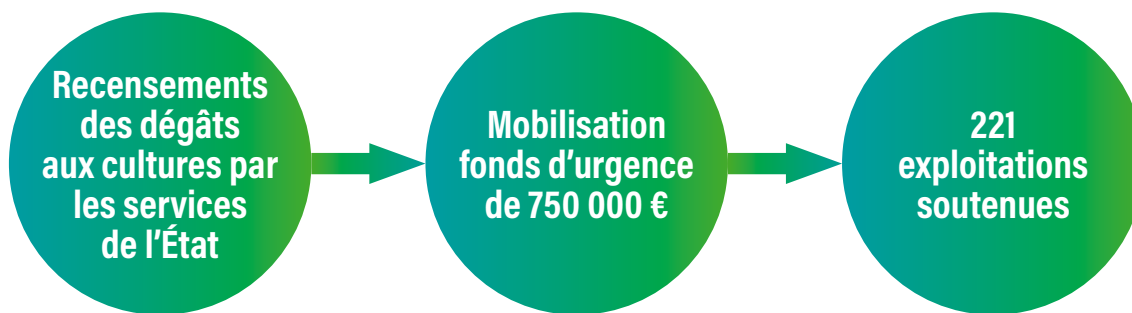 Recensements
des dégâts
aux cultures par
les services
de l'État
Mobilisation
fonds d'urgence
de 750 000 €
221
exploitations
soutenues